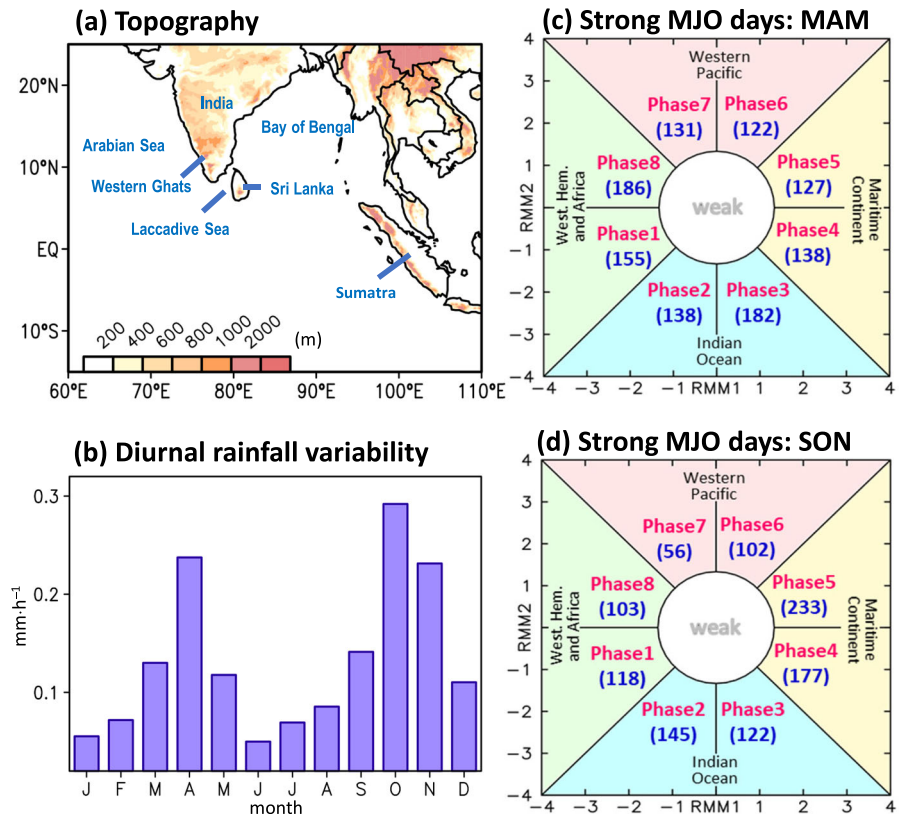 (a) Topography
20°N
10°N
EQ
10°S
India
Arabian Sea
Bay of Bengal
Western Ghats
Sri Lanka
Laccadive Sea
Sumatra
200 400 600 800 1000 2000 (m)
60°E 70°E 80°E 90°E 100°E 110°E
(b) Diurnal rainfall variability
mm·h⁻¹
0.3
0.2
0.1
J F M A M J J A S O N D
month
(c) Strong MJO days: MAM
4
3
2
1
−1
−2
−3
−4
RMM2
Western
Pacific
Phase7
(131)
Phase6
(122)
Phase8
(186)
Phase5
(127)
West. Hem.
and Africa
weak
Maritime
Continent
Phase1
(155)
Phase4
(138)
Phase2
(138)
Phase3
(182)
Indian
Ocean
−4 −3 −2 −1 RMM1 1 2 3 4
(d) Strong MJO days: SON
4
3
2
1
−1
−2
−3
−4
RMM2
Western
Pacific
Phase7
(56)
Phase6
(102)
Phase8
(103)
Phase5
(233)
West. Hem.
and Africa
weak
Maritime
Continent
Phase1
(118)
Phase4
(177)
Phase2
(145)
Phase3
(122)
Indian
Ocean
−4 −3 −2 −1 RMM1 1 2 3 4